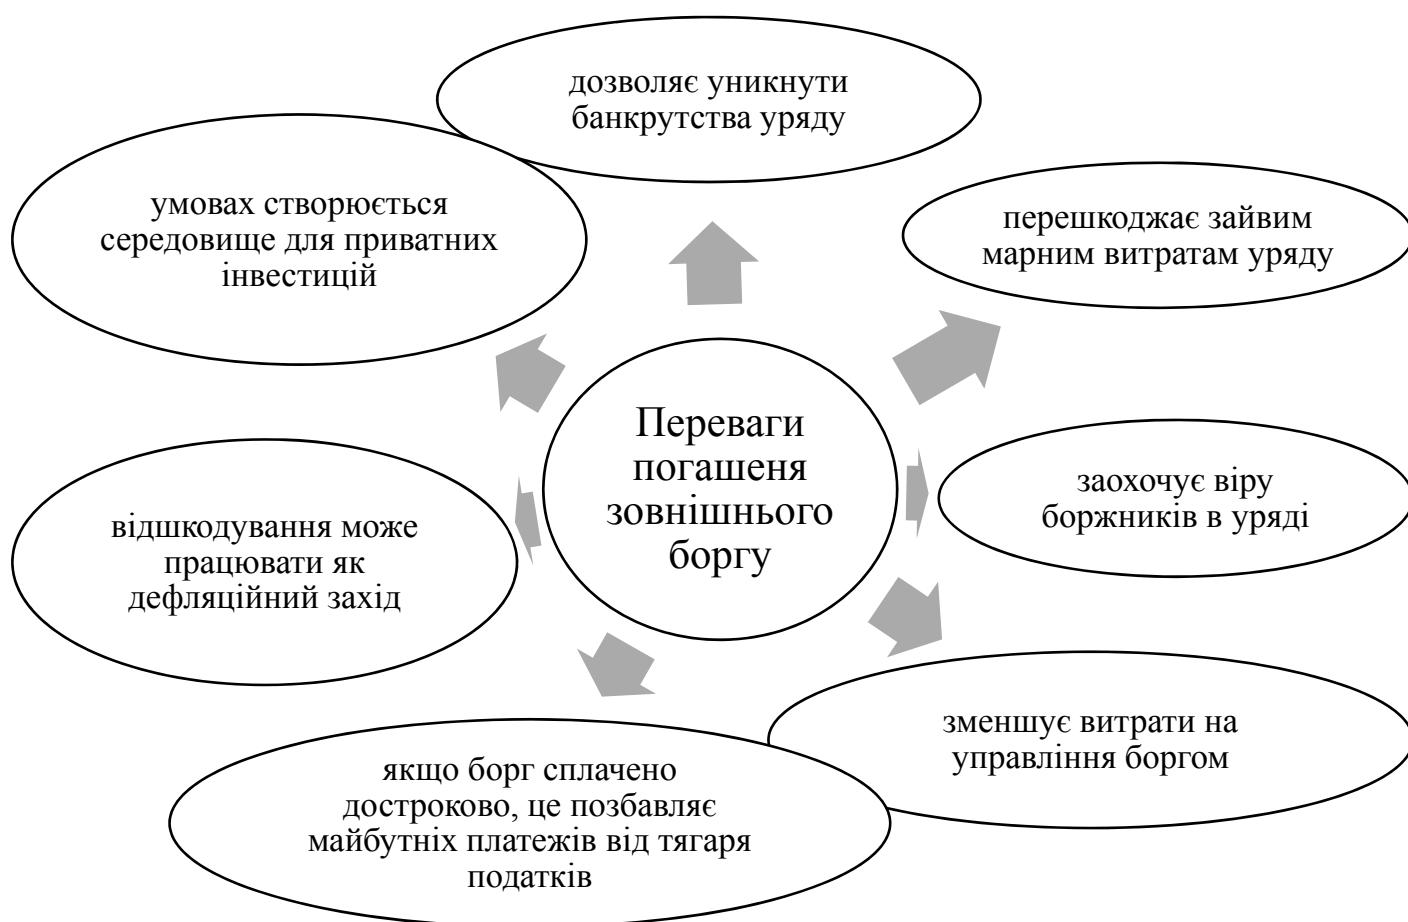 дозволяє уникнути
банкрутства уряду
умовах створюється
середовище для приватних
інвестицій
перешкоджає зайвим
марним витратам уряду
Переваги
погашеня
зовнішнього
боргу
заохочує віру
боржників в уряді
відшкодування може
працювати як
дефляційний захід
зменшує витрати на
управління боргом
якщо борг сплачено
достроково, це позбавляє
майбутніх платежів від тягаря
податків